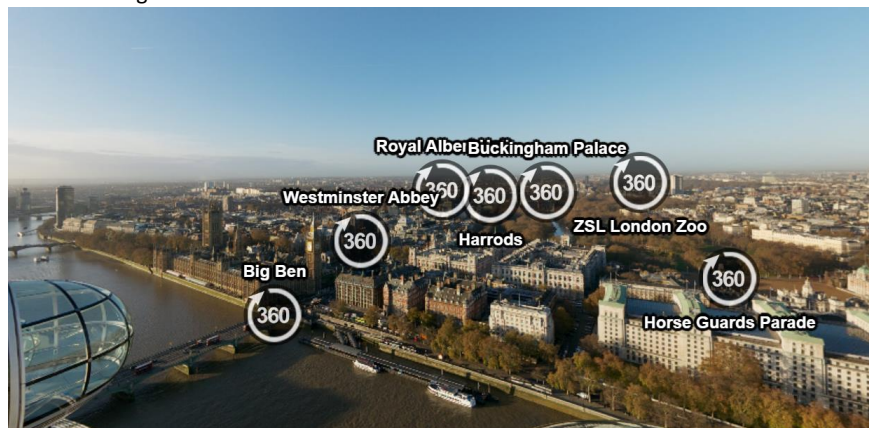 Royal Alber
Buckingham Palace
Westminster Abbey
360
360
360
360
Harrods
ZSL London Zoo
360
Big Ben
360
Horse Guards Parade
360